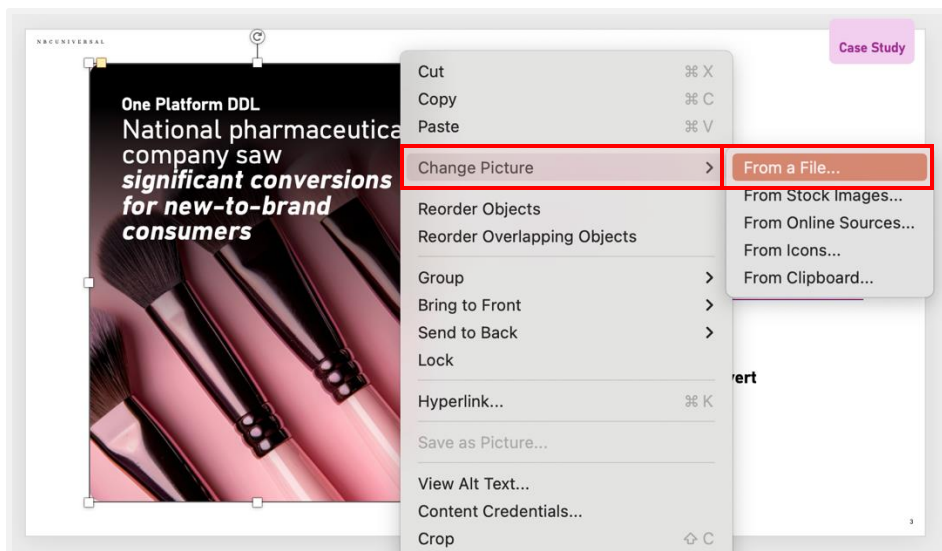 NBCUNIVERSAL
Case Study
One Platform DDL
National pharmaceutica
company saw
significant conversions
for new-to-brand
consumers
Cut ⌘ X
Copy ⌘ C
Paste ⌘ V
Change Picture
Reorder Objects
Reorder Overlapping Objects
Group
Bring to Front
Send to Back
Lock
Hyperlink... ⌘ K
Save as Picture...
View Alt Text...
Content Credentials...
Crop ⇧ C
From a File...
From Stock Images...
From Online Sources...
From Icons...
From Clipboard...
vert
3